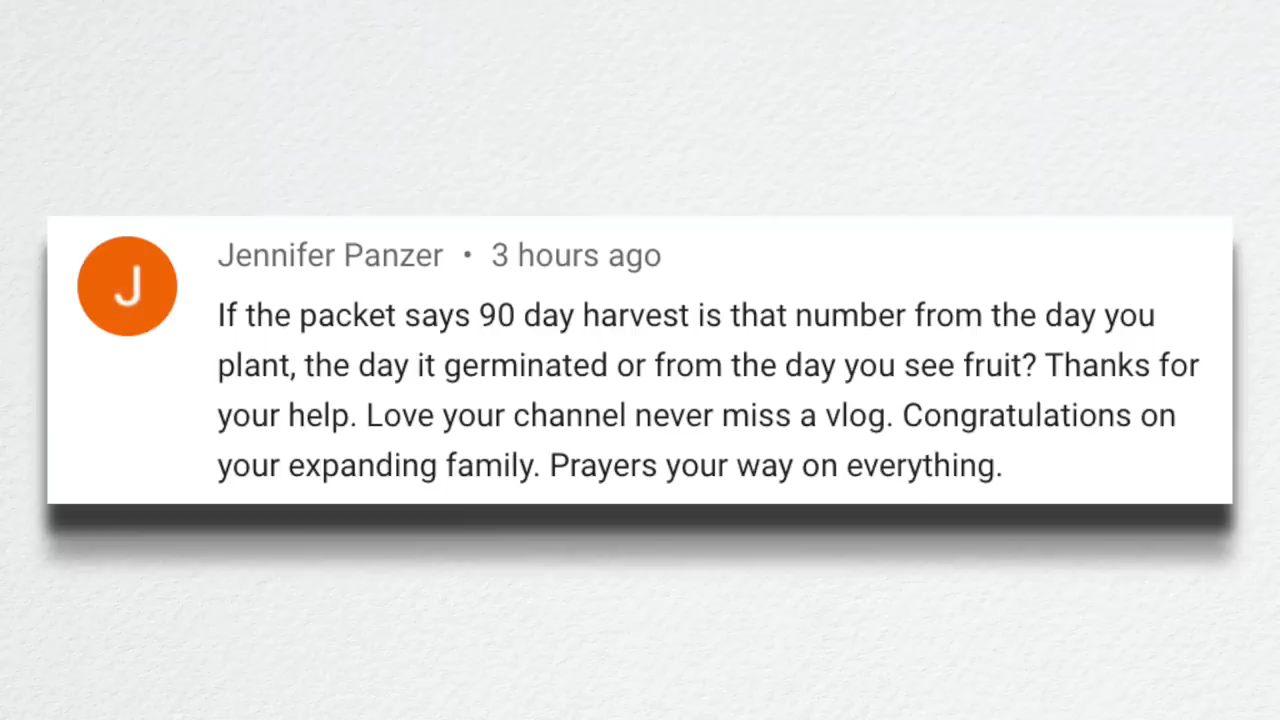 J
Jennifer Panzer • 3 hours ago
If the packet says 90 day harvest is that number from the day you
plant, the day it germinated or from the day you see fruit? Thanks for
your help. Love your channel never miss a vlog. Congratulations on
your expanding family. Prayers your way on everything.